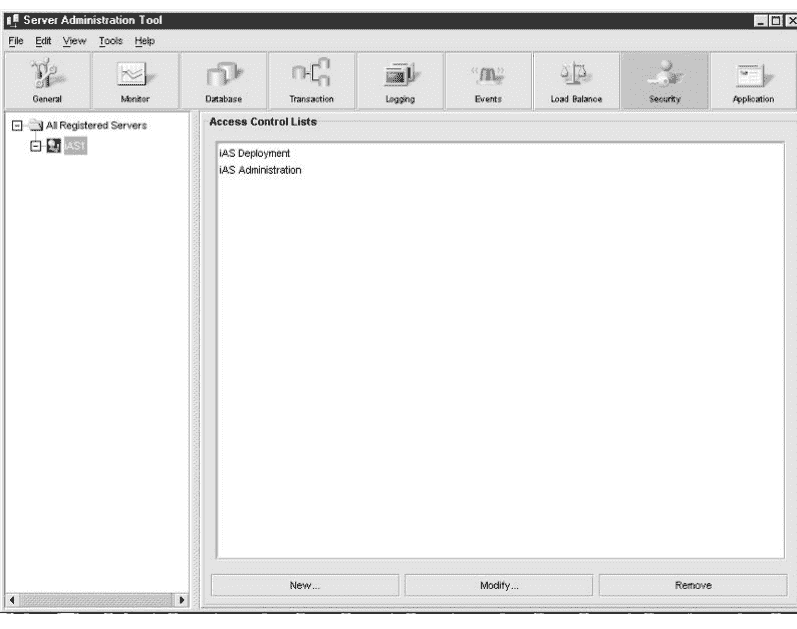 Server Administration Tool
File Edit View Tools Help
General Monitor Database Transaction Logging Events Load Balance Security Application
All Registered Servers
iAS1
Access Control Lists
iAS Deployment
iAS Administration
New... Modify... Remove